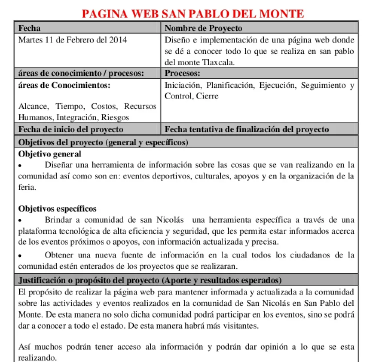 PAGINA WEB SAN PABLO DEL MONTE
Fecha
Nombre de Proyecto
Martes 11 de Febrero del 2014
Diseño e implementación de una página web donde
se dé a conocer todo lo que se realiza en san pablo
del monte Tlaxcala.
áreas de conocimiento / procesos:
Procesos:
áreas de Conocimientos:
Iniciación, Planificación, Ejecución, Seguimiento y
Control, Cierre
Alcance, Tiempo, Costos, Recursos
Humanos, Integración, Riesgos
Fecha de inicio del proyecto
Fecha tentativa de finalización del proyecto
Objetivos del proyecto (general y específicos)
Objetivo general
• Diseñar una herramienta de información sobre las cosas que se van realizando en la
comunidad así como son en: eventos deportivos, culturales, apoyos y en la organización de la
feria.
Objetivos específicos
• Brindar a comunidad de san Nicolás una herramienta específica a través de una
plataforma tecnológica de alta eficiencia y seguridad, que les permita estar informados acerca
de los eventos próximos o apoyos, con información actualizada y precisa.
• Obtener una nueva fuente de información en la cual todos los ciudadanos de la
comunidad estén enterados de los proyectos que se realizaran.
Justificación o propósito del proyecto (Aporte y resultados esperados)
El propósito de realizar la página web para mantener informada y actualizada a la comunidad
sobre las actividades y eventos realizados en la comunidad de San Nicolás en San Pablo del
Monte. De esta manera no solo dicha comunidad podrá participar en los eventos, sino se podrá
dar a conocer a todo el estado. De esta manera habrá más visitantes.
Así muchos podrán tener acceso ala información y podrán dar opinión a lo que se esta
realizando.